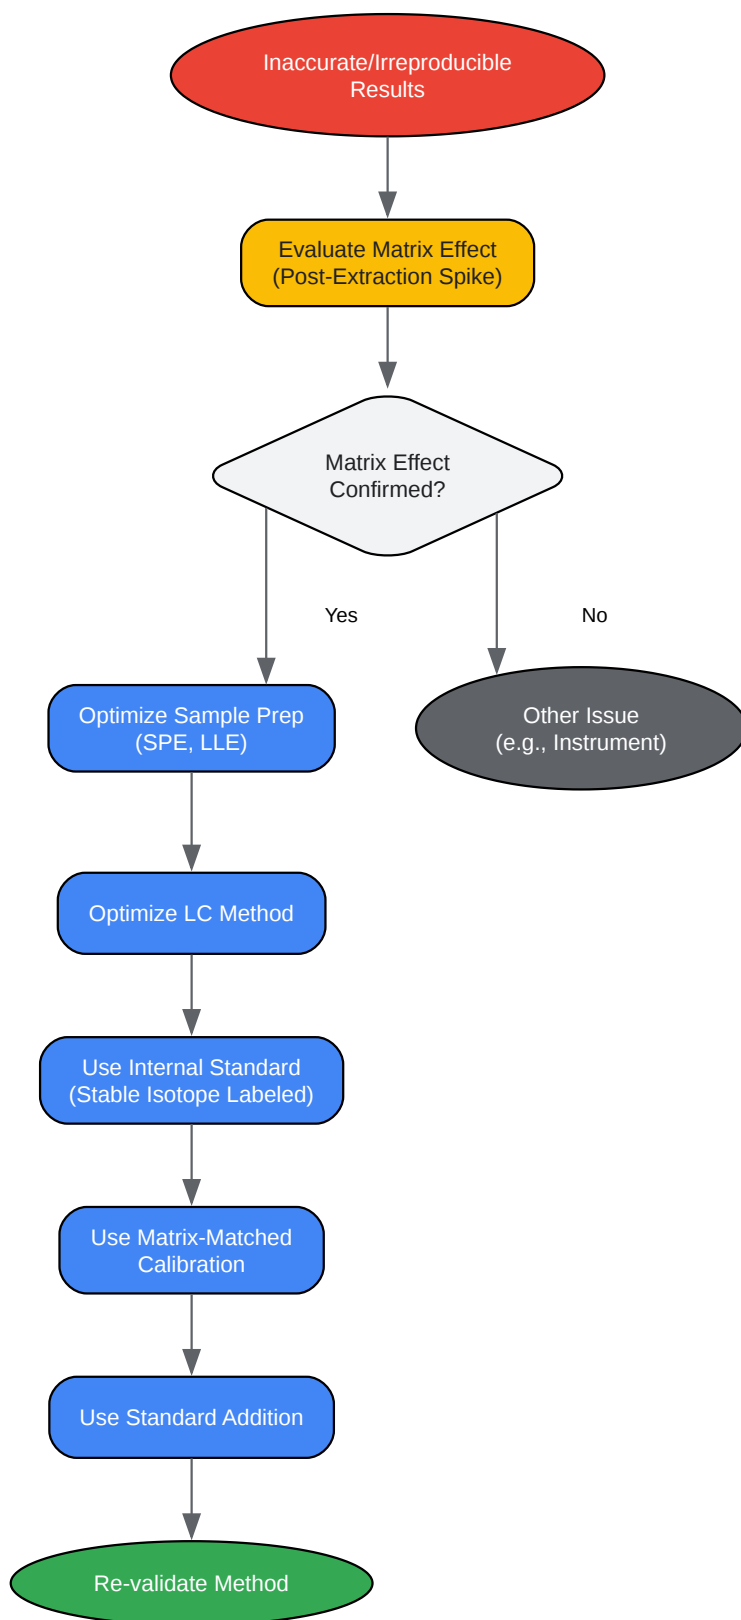 Inaccurate/Irreproducible
Results
Evaluate Matrix Effect
(Post-Extraction Spike)
Matrix Effect
Confirmed?
Yes
No
Optimize Sample Prep
(SPE, LLE)
Other Issue
(e.g., Instrument)
Optimize LC Method
Use Internal Standard
(Stable Isotope Labeled)
Use Matrix-Matched
Calibration
Use Standard Addition
Re-validate Method